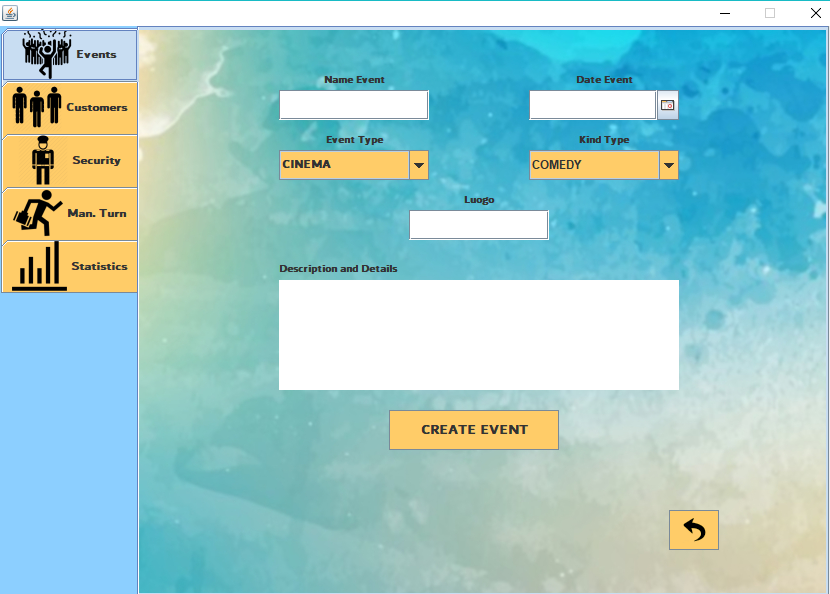 Events
Customers
Security
Man. Turn
Statistics
Name Event
Date Event
Event Type
Kind Type
CINEMA
COMEDY
Luogo
Description and Details
CREATE EVENT